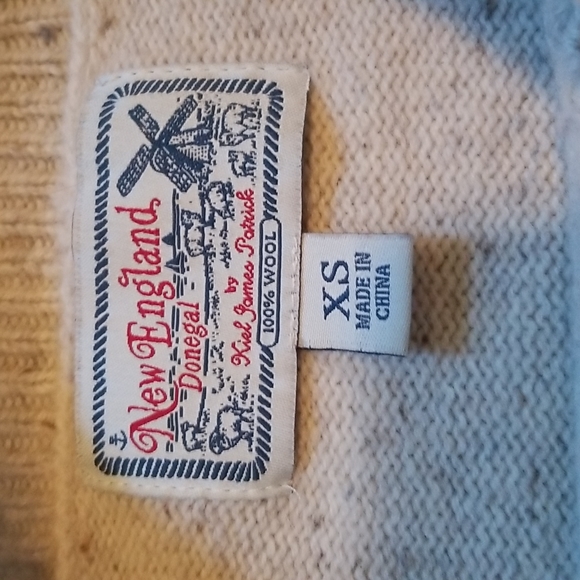 New England
Donegal
by
Kiel James Patrick
100% WOOL
XS
MADE IN
CHINA